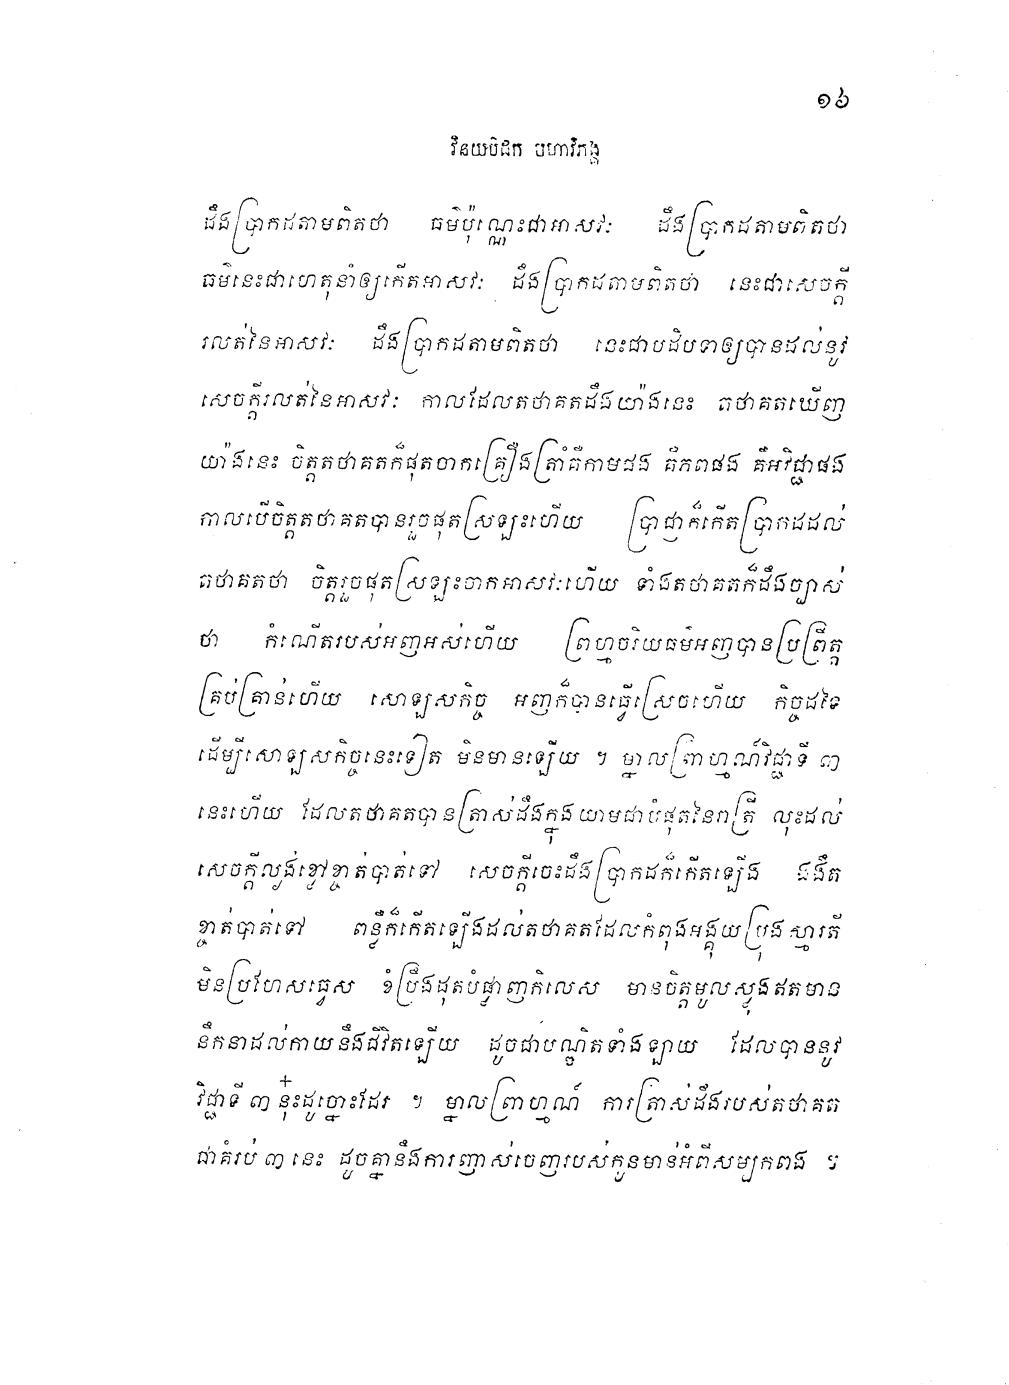 ១៦
វិនយបិដក មហាវិភង្គ
ដឹងប្រាកដតាមពិតថា ធម៌ប៉ុណ្ណេះជាអាសវៈ ដឹងប្រាកដតាមពិតថា
ធម៌នេះជាហេតុនាំឲ្យកើតអាសវៈ ដឹងប្រាកដតាមពិតថា នេះជាសេចក្តី
រលត់នៃអាសវៈ ដឹងប្រាកដតាមពិតថា នេះជាបដិបទាឲ្យបានដល់នូវ
សេចក្តីរលត់នៃអាសវៈ កាលដែលតថាគតដឹងយ៉ាងនេះ តថាគតឃើញ
យ៉ាងនេះ ចិត្តតថាគតក៏ផុតចាកគ្រឿងត្រាំគឺកាមផង គឺភពផង គឺអវិជ្ជាផង
កាលបើចិត្តតថាគតបានរួចផុតស្រឡះហើយ ប្រាជ្ញាក៏កើតប្រាកដដល់
តថាគតថា ចិត្តរួចផុតស្រឡះចាកអាសវៈហើយ ទាំងតថាគតក៏ដឹងច្បាស់
ថា កំណើតរបស់អញអស់ហើយ ព្រហ្មចរិយធម៌អញបានប្រព្រឹត្ត
គ្រប់គ្រាន់ហើយ សោឡសកិច្ច អញក៏បានធ្វើស្រេចហើយ កិច្ចដទៃ
ដើម្បីសោឡសកិច្ចនេះទៀត មិនមានឡើយ ។ ម្នាលព្រាហ្មណ៍វិជ្ជាទី ៣
នេះហើយ ដែលតថាគតបានត្រាស់ដឹងក្នុងយាមជាបំផុតនៃរាត្រី លុះដល់
សេចក្តីល្ងង់ខ្លៅខ្ចាត់បាត់ទៅ សេចក្តីចេះដឹងប្រាកដក៏កើតឡើង ងងឹត
ខ្ចាត់បាត់ទៅ ពន្លឺក៏កើតឡើងដល់តថាគតដែលកំពុងអង្គុយប្រុងស្មារតី
មិនប្រហែសធ្វេស ខំប្រឹងដុតបំផ្លាញកិលេស មានចិត្តមូលស្លុងឥតមាន
នឹកនាដល់កាយនឹងជីវិតឡើយ ដូចជាបណ្ឌិតទាំងឡាយ ដែលបាននូវ
វិជ្ជាទី ៣ នុ៎ះដូច្នោះដែរ ។ ម្នាលព្រាហ្មណ៍ ការត្រាស់ដឹងរបស់តថាគត
ជាគំរប់ ៣ នេះ ដូចគ្នានឹងការញាស់ចេញរបស់កូនមាន់អំពីសម្បកពង ។